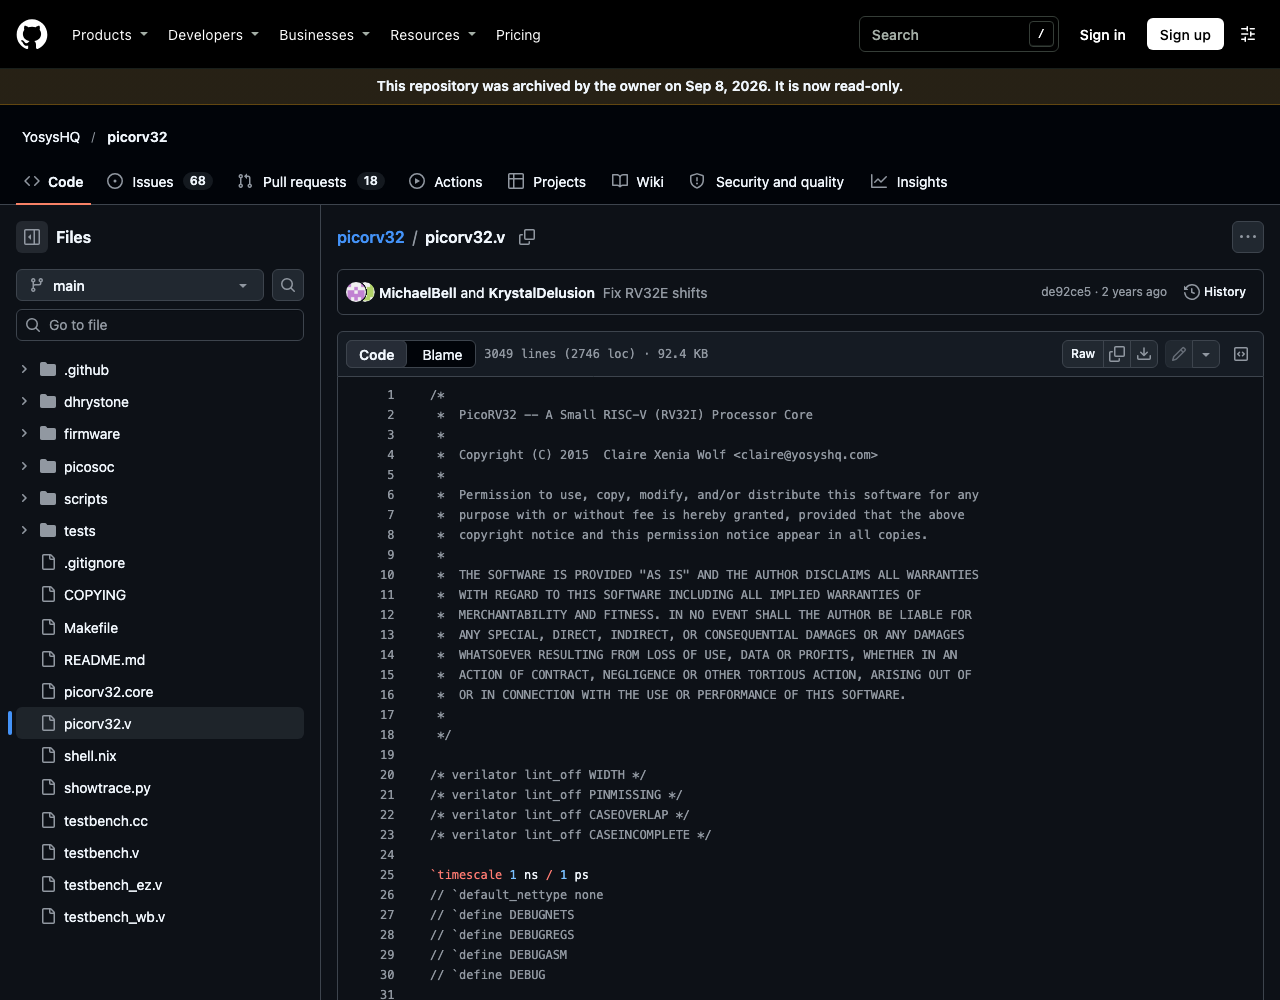 Products Developers Businesses Resources Pricing Search / Sign in Sign up
This repository was archived by the owner on Sep 8, 2026. It is now read-only.
YosysHQ / picorv32
Code Issues 68 Pull requests 18 Actions Projects Wiki Security and quality Insights
Files
main
Go to file
.github
dhrystone
firmware
picosoc
scripts
tests
.gitignore
COPYING
Makefile
README.md
picorv32.core
picorv32.v
shell.nix
showtrace.py
testbench.cc
testbench.v
testbench_ez.v
testbench_wb.v
picorv32 / picorv32.v
MichaelBell and KrystalDelusion Fix RV32E shifts de92ce5 · 2 years ago History
Code Blame 3049 lines (2746 loc) · 92.4 KB Raw
1 /*
2  *  PicoRV32 -- A Small RISC-V (RV32I) Processor Core
3  *
4  *  Copyright (C) 2015  Claire Xenia Wolf <claire@yosyshq.com>
5  *
6  *  Permission to use, copy, modify, and/or distribute this software for any
7  *  purpose with or without fee is hereby granted, provided that the above
8  *  copyright notice and this permission notice appear in all copies.
9  *
10  *  THE SOFTWARE IS PROVIDED "AS IS" AND THE AUTHOR DISCLAIMS ALL WARRANTIES
11  *  WITH REGARD TO THIS SOFTWARE INCLUDING ALL IMPLIED WARRANTIES OF
12  *  MERCHANTABILITY AND FITNESS. IN NO EVENT SHALL THE AUTHOR BE LIABLE FOR
13  *  ANY SPECIAL, DIRECT, INDIRECT, OR CONSEQUENTIAL DAMAGES OR ANY DAMAGES
14  *  WHATSOEVER RESULTING FROM LOSS OF USE, DATA OR PROFITS, WHETHER IN AN
15  *  ACTION OF CONTRACT, NEGLIGENCE OR OTHER TORTIOUS ACTION, ARISING OUT OF
16  *  OR IN CONNECTION WITH THE USE OR PERFORMANCE OF THIS SOFTWARE.
17  *
18  */
19
20 /* verilator lint_off WIDTH */
21 /* verilator lint_off PINMISSING */
22 /* verilator lint_off CASEOVERLAP */
23 /* verilator lint_off CASEINCOMPLETE */
24
25 `timescale 1 ns / 1 ps
26 // `default_nettype none
27 // `define DEBUGNETS
28 // `define DEBUGREGS
29 // `define DEBUGASM
30 // `define DEBUG
31